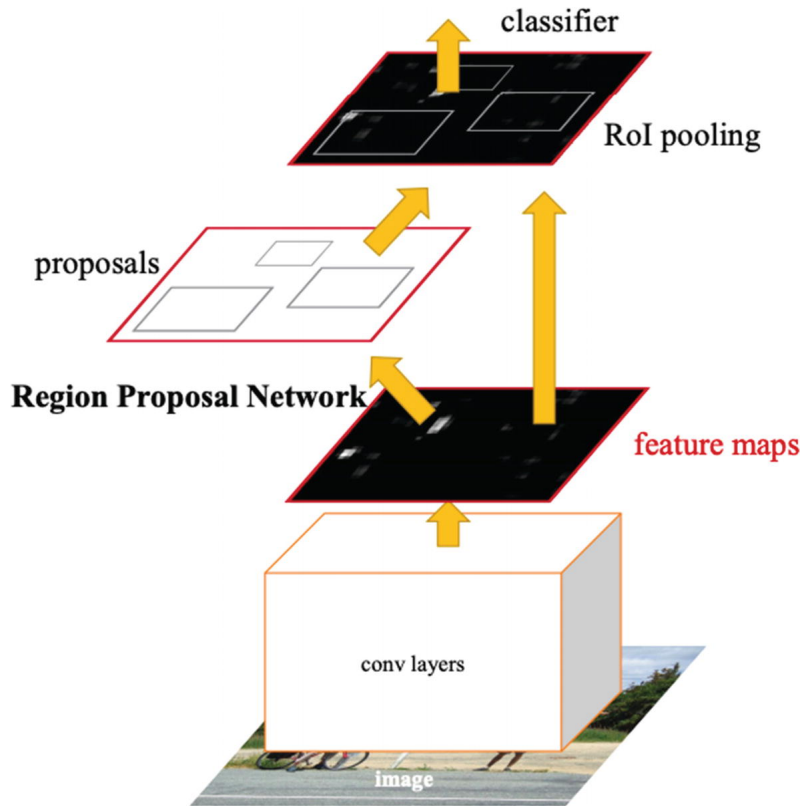 classifier
RoI pooling
proposals
Region Proposal Network
feature maps
conv layers
image